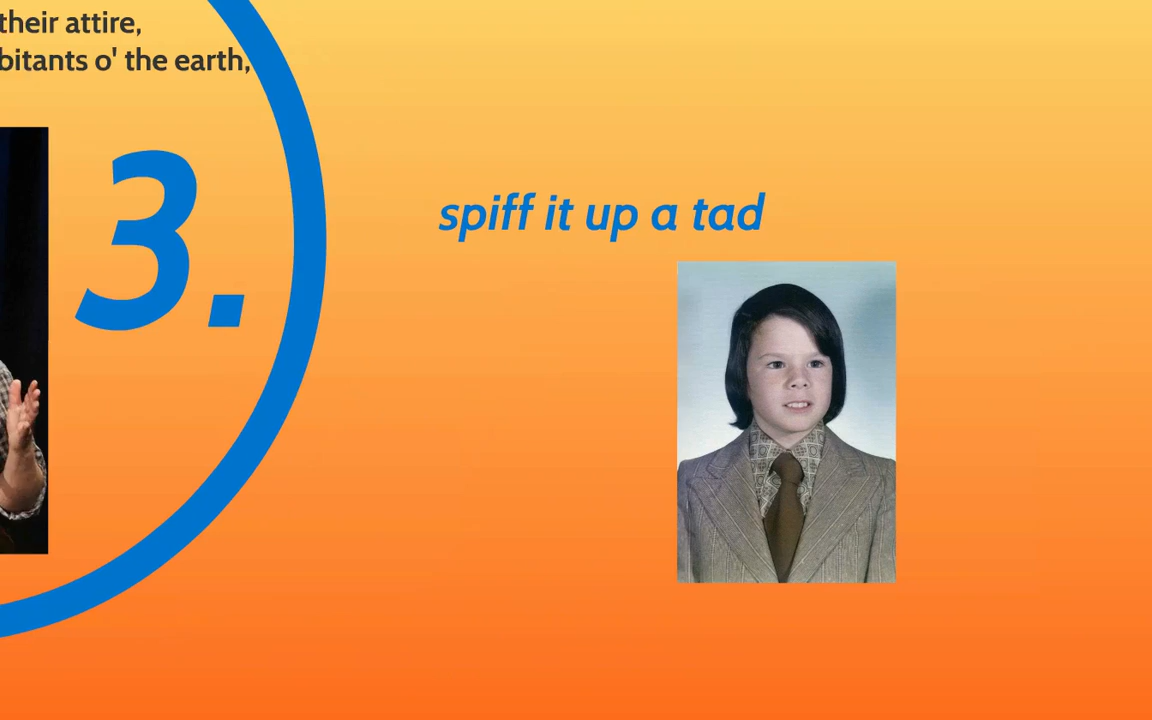 their attire,
bitants o' the earth,
3.
spiff it up a tad